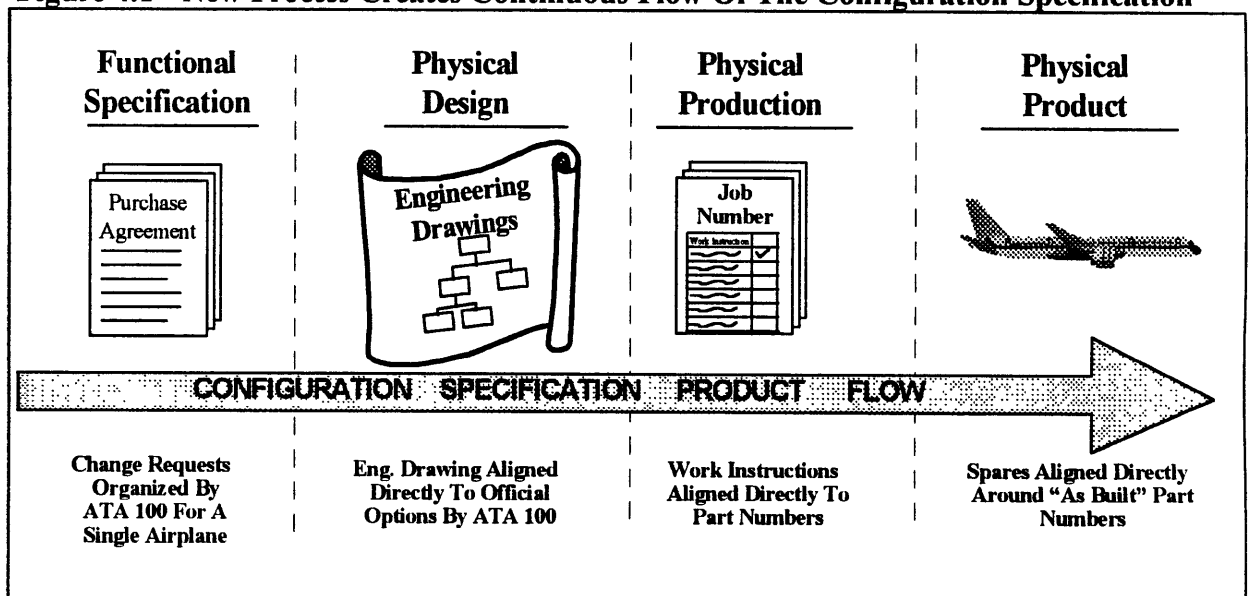 Figure 4.1 New Process Creates Continuous Flow Of The Configuration Specification
Functional
Specification
Physical
Design
Physical
Production
Physical
Product
Purchase
Agreement
Engineering
Drawings
Job
Number
Work Instruction
CONFIGURATION SPECIFICATION PRODUCT FLOW
Change Requests
Organized By
ATA 100 For A
Single Airplane
Eng. Drawing Aligned
Directly To Official
Options By ATA 100
Work Instructions
Aligned Directly To
Part Numbers
Spares Aligned Directly
Around “As Built” Part
Numbers